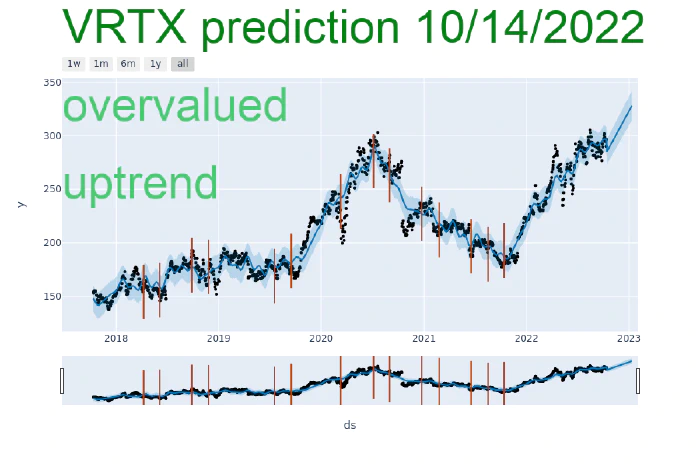 VRTX prediction 10/14/2022
1w 1m 6m 1y all
350
overvalued
300
uptrend
250
y
200
150
2018 2019 2020 2021 2022 2023
ds